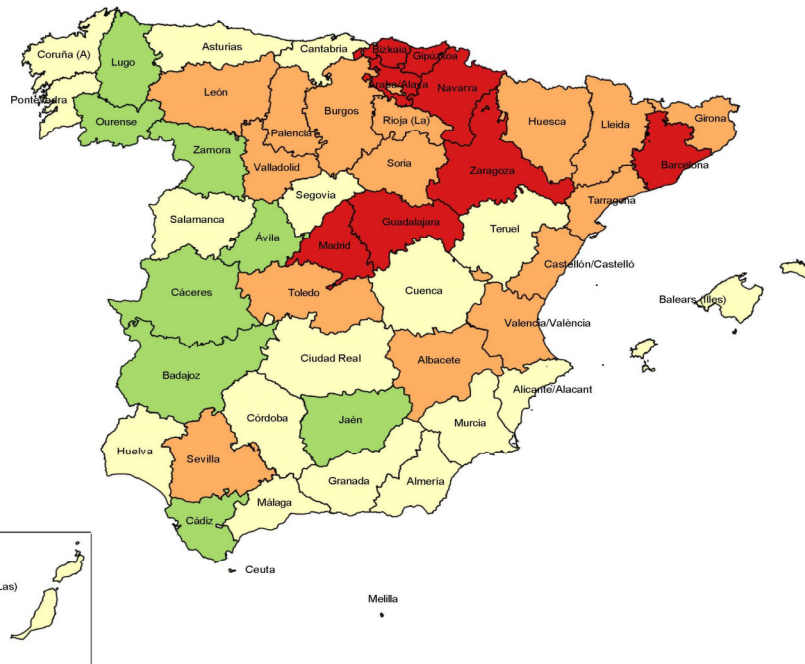 Asturias
Cantabria
Bizkaia
Gipuzkoa
Coruña (A)
Lugo
Araba/Álava
Navarra
León
Pontevedra
Burgos
Rioja (La)
Huesca
Lleida
Girona
Ourense
Palencia
Zamora
Valladolid
Soria
Zaragoza
Barcelona
Segovia
Tarragona
Salamanca
Guadalajara
Teruel
Ávila
Madrid
Castellón/Castelló
Cáceres
Toledo
Cuenca
Balears (Illes)
Valencia/València
Ciudad Real
Albacete
Badajoz
Alicante/Alacant
Córdoba
Jaén
Murcia
Huelva
Sevilla
Granada
Almería
Málaga
Cádiz
Ceuta
Melilla